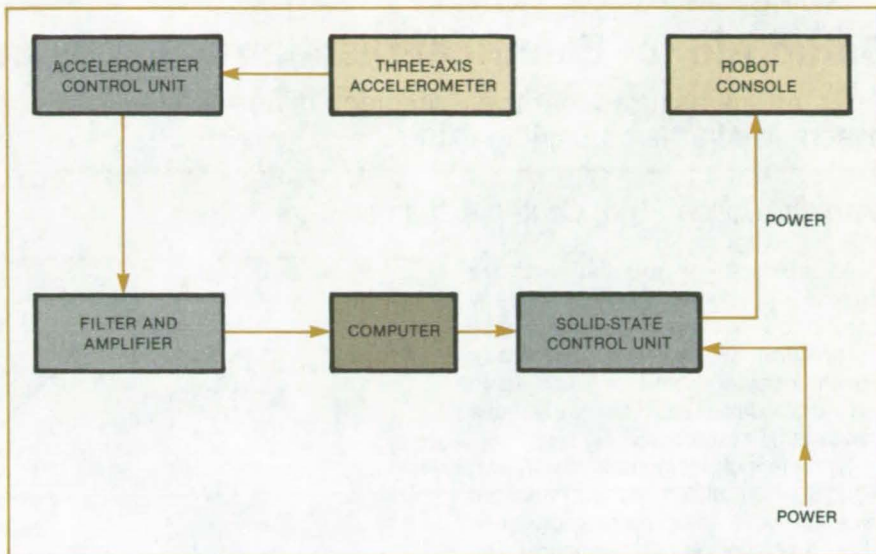 ACCELEROMETER
CONTROL UNIT
THREE-AXIS
ACCELEROMETER
ROBOT
CONSOLE
POWER
FILTER AND
AMPLIFIER
COMPUTER
SOLID-STATE
CONTROL UNIT
POWER